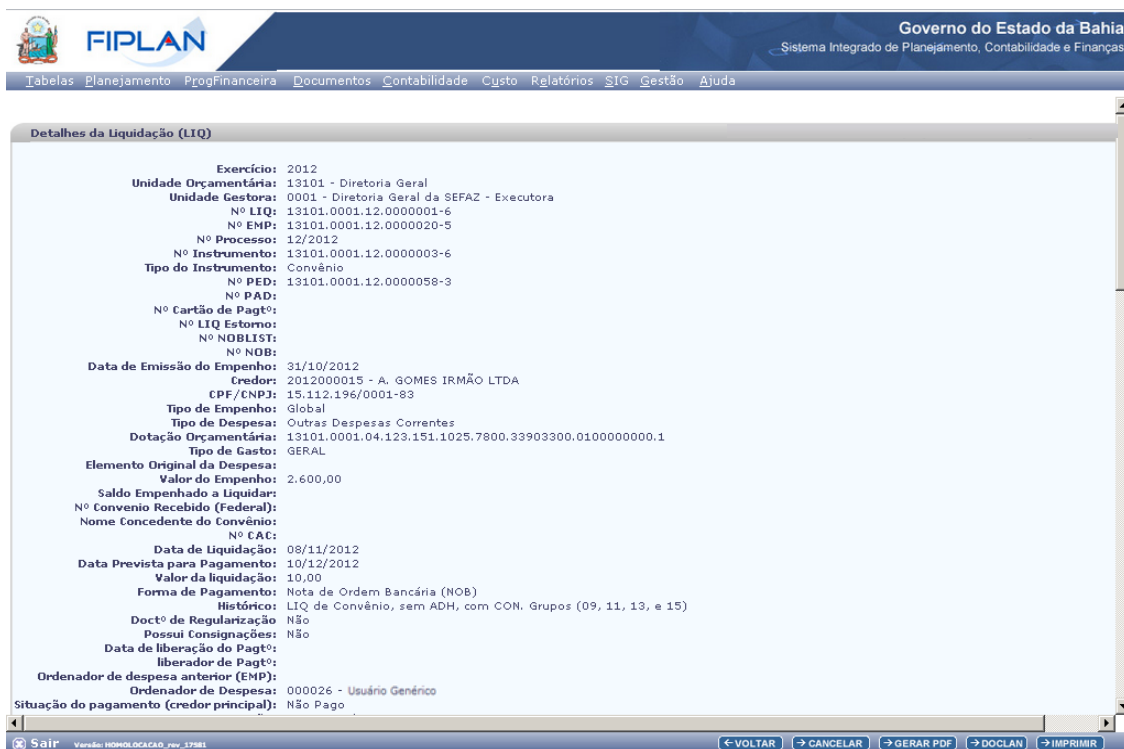 FIPLAN
Governo do Estado da Bahia
Sistema Integrado de Planejamento, Contabilidade e Finanças
Tabelas Planejamento ProgFinanceira Documentos Contabilidade Custo Relatórios SIG Gestão Ajuda
Detalhes da Liquidação (LIQ)
Exercício: 2012
Unidade Orçamentária: 13101 - Diretoria Geral
Unidade Gestora: 0001 - Diretoria Geral da SEFAZ - Executora
Nº LIQ: 13101.0001.12.0000001-6
Nº EMP: 13101.0001.12.0000020-5
Nº Processo: 12/2012
Nº Instrumento: 13101.0001.12.0000003-6
Tipo do Instrumento: Convênio
Nº PED: 13101.0001.12.0000058-3
Nº PAD:
Nº Cartão de Pagtº:
Nº LIQ Estorno:
Nº NOBLIST:
Nº NOB:
Data de Emissão do Empenho: 31/10/2012
Credor: 2012000015 - A. GOMES IRMÃO LTDA
CPF/CNPJ: 15.112.196/0001-83
Tipo de Empenho: Global
Tipo de Despesa: Outras Despesas Correntes
Dotação Orçamentária: 13101.0001.04.123.151.1025.7800.33903300.0100000000.1
Tipo de Gasto: GERAL
Elemento Original da Despesa:
Valor do Empenho: 2.600,00
Saldo Empenhado a Liquidar:
Nº Convenio Recebido (Federal):
Nome Concedente do Convênio:
Nº CAC:
Data de Liquidação: 08/11/2012
Data Prevista para Pagamento: 10/12/2012
Valor da liquidação: 10,00
Forma de Pagamento: Nota de Ordem Bancária (NOB)
Histórico: LIQ de Convênio, sem ADH, com CON. Grupos (09, 11, 13, e 15)
Doctº de Regularização Não
Possui Consignações: Não
Data de liberação do Pagtº:
liberador de Pagtº:
Ordenador de despesa anterior (EMP):
Ordenador de Despesa: 000026 - Usuário Genérico
Situação do pagamento (credor principal): Não Pago
Sair Versão: HOMOLOCACAO_rev_17581
VOLTAR CANCELAR GERAR PDF DOCLAN IMPRIMIR